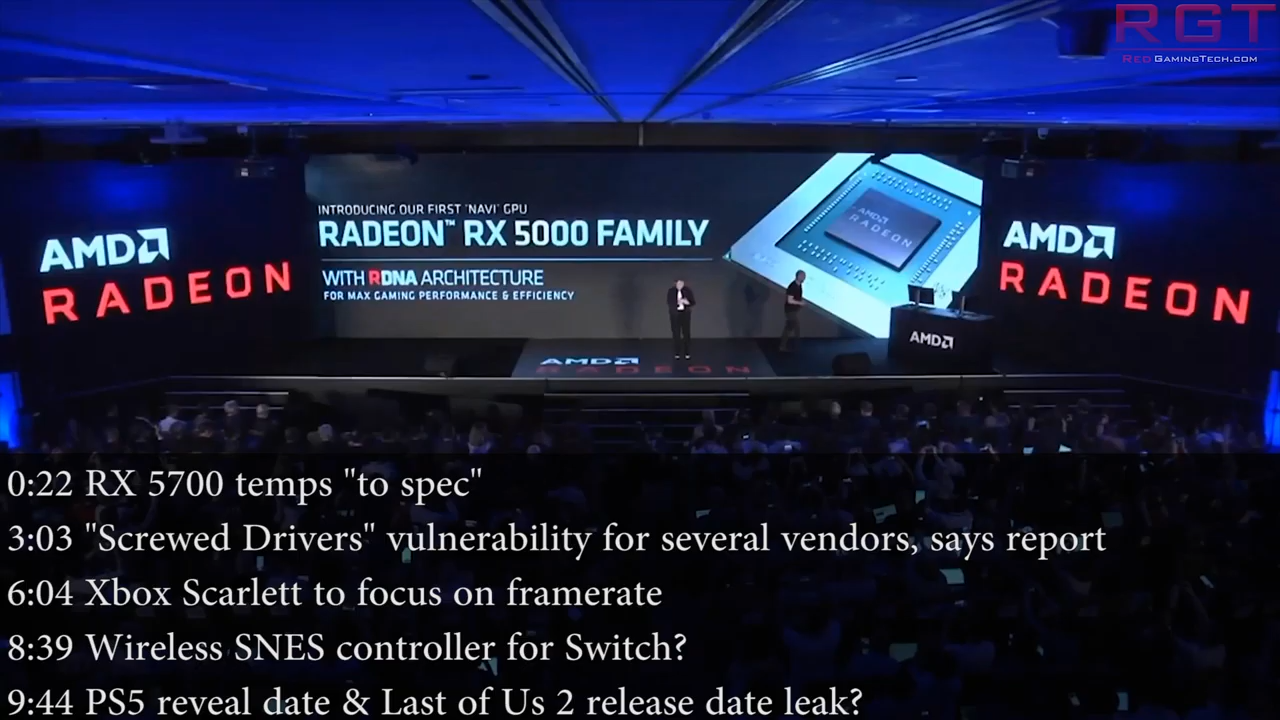 RGT
REDGAMINGTECH.COM
INTRODUCING OUR FIRST 'NAVI' GPU
RADEON™ RX 5000 FAMILY
WITH RDNA ARCHITECTURE
FOR MAX GAMING PERFORMANCE & EFFICIENCY
AMD
RADEON
AMD
RADEON
AMD
RADEON
AMD
AMD
RADEON
0:22 RX 5700 temps "to spec"
3:03 "Screwed Drivers" vulnerability for several vendors, says report
6:04 Xbox Scarlett to focus on framerate
8:39 Wireless SNES controller for Switch?
9:44 PS5 reveal date & Last of Us 2 release date leak?